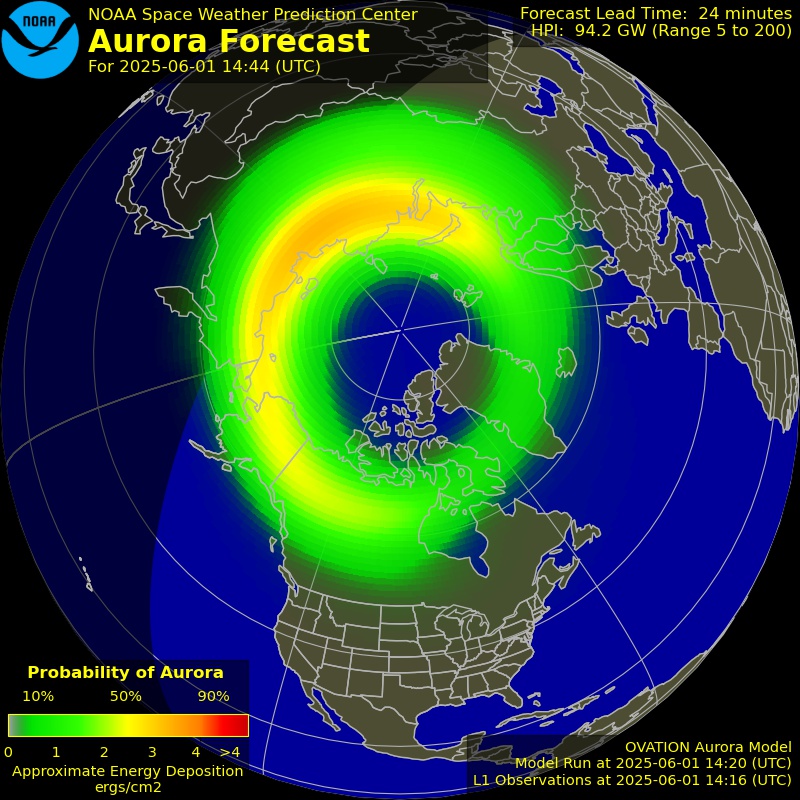 NOAA
NOAA Space Weather Prediction Center
Aurora Forecast
For 2025-06-01 14:44 (UTC)
Forecast Lead Time: 24 minutes
HPI: 94.2 GW (Range 5 to 200)
Probability of Aurora
10% 50% 90%
0 1 2 3 4 >4
Approximate Energy Deposition
ergs/cm2
OVATION Aurora Model
Model Run at 2025-06-01 14:20 (UTC)
L1 Observations at 2025-06-01 14:16 (UTC)